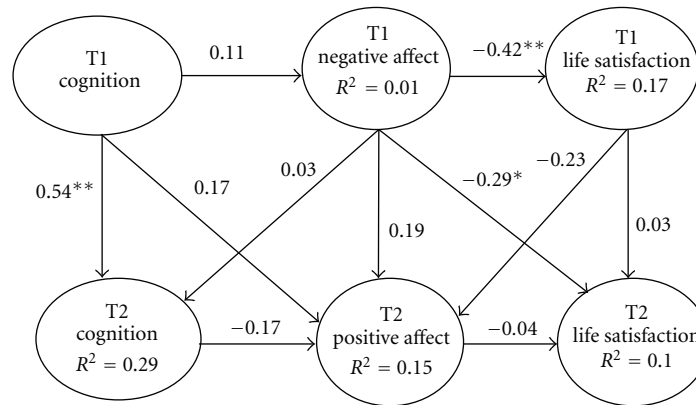 T1
cognition
0.11
T1
negative affect
R² = 0.01
−0.42**
T1
life satisfaction
R² = 0.17
0.54**
0.17
0.03
0.19
−0.29*
−0.23
0.03
T2
cognition
R² = 0.29
−0.17
T2
positive affect
R² = 0.15
−0.04
T2
life satisfaction
R² = 0.1